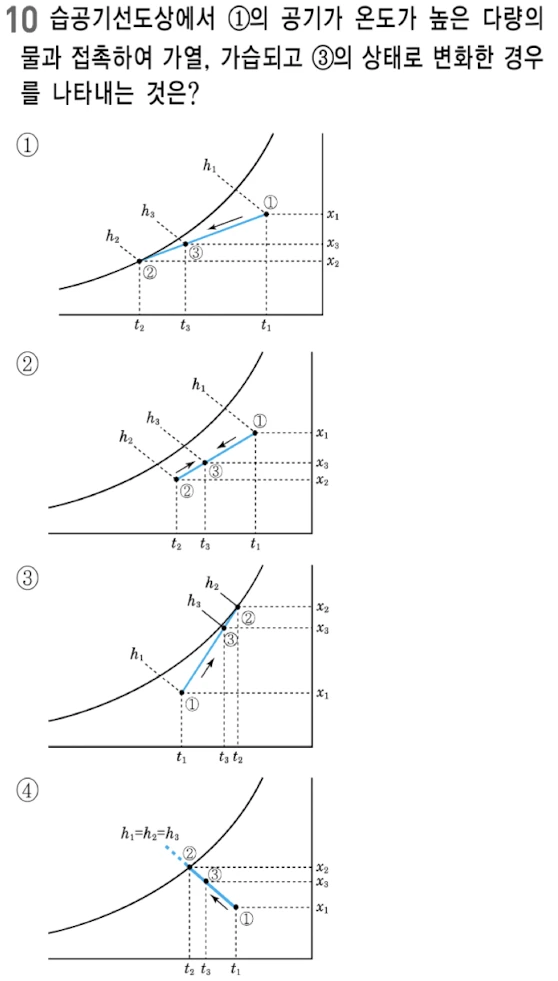 10 습공기선도상에서 ①의 공기가 온도가 높은 다량의
물과 접촉하여 가열, 가습되고 ③의 상태로 변화한 경우
를 나타내는 것은?
①
h₁
①
h₃
x₁
h₂
③
x₃
②
x₂
t₂ t₃ t₁
②
h₁
①
h₃
x₁
h₂
③
x₃
②
x₂
t₂ t₃ t₁
③
h₂
h₃
②
x₂
③
x₃
h₁
①
x₁
t₁ t₃ t₂
④
h₁=h₂=h₃
②
x₂
③
x₃
①
x₁
t₂ t₃ t₁